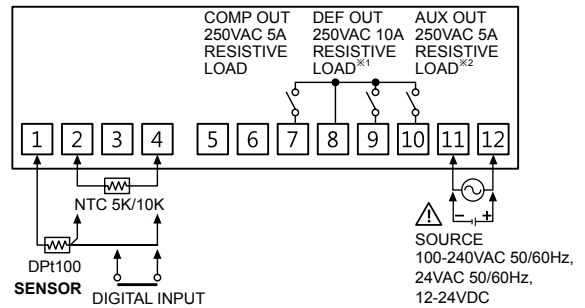 COMP OUT
250VAC 5A
RESISTIVE
LOAD
DEF OUT
250VAC 10A
RESISTIVE
LOAD※1
AUX OUT
250VAC 5A
RESISTIVE
LOAD※2
1 2 3 4 5 6 7 8 9 10 11 12
NTC 5K/10K
DPt100
SENSOR
DIGITAL INPUT
− +
SOURCE
100-240VAC 50/60Hz,
24VAC 50/60Hz,
12-24VDC